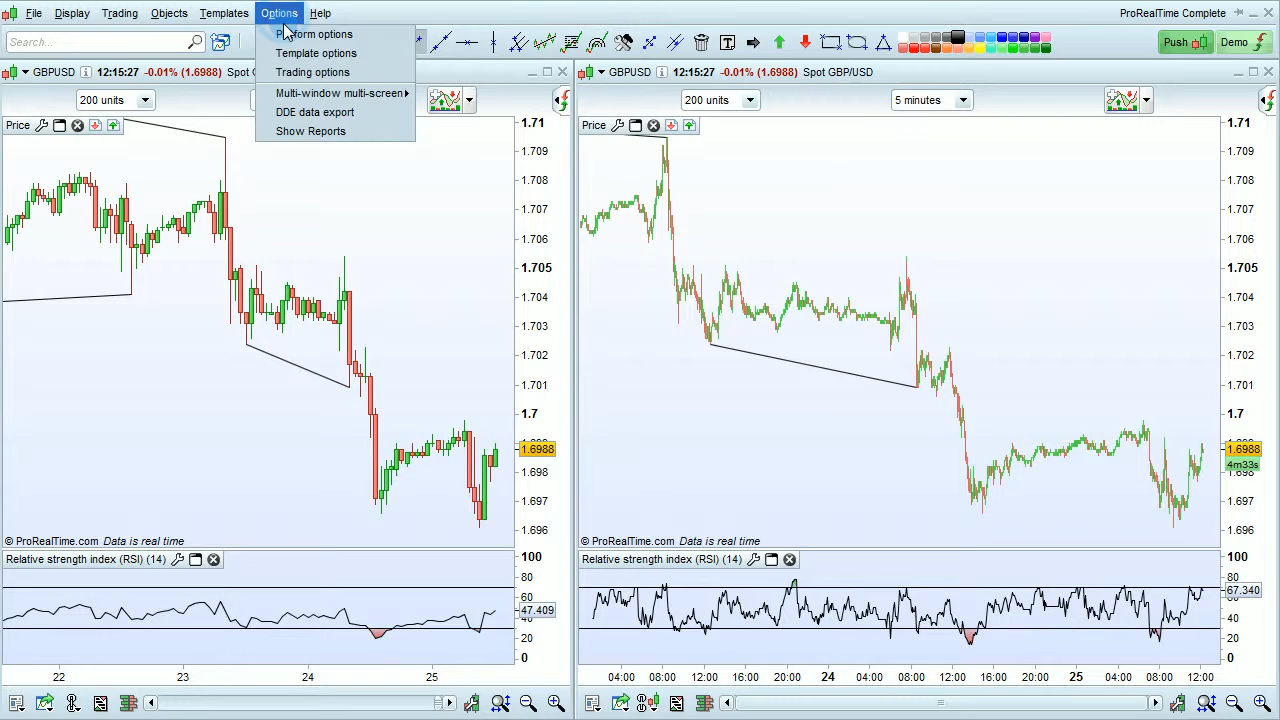 File Display Trading Objects Templates Options Help
ProRealTime Complete
Search...
Push
Demo
Platform options
Template options
Trading options
Multi-window multi-screen
DDE data export
Show Reports
GBPUSD 12:15:27 -0.01% (1.6988) Spot
GBPUSD 12:15:27 -0.01% (1.6988) Spot GBP/USD
200 units
200 units
5 minutes
Price
1.71
1.709
1.708
1.707
1.706
1.705
1.704
1.703
1.702
1.701
1.7
1.6988
1.698
1.697
1.696
© ProRealTime.com Data is real time
Relative strength index (RSI) (14)
100
80
47.409
40
20
0
22 23 24 25
Price
1.71
1.709
1.708
1.707
1.706
1.705
1.704
1.703
1.702
1.701
1.7
1.6988
4m33s
1.697
1.696
© ProRealTime.com Data is real time
Relative strength index (RSI) (14)
100
80
67.340
40
20
0
04:00 08:00 12:00 16:00 20:00 24 04:00 08:00 12:00 16:00 20:00 25 04:00 08:00 12:00